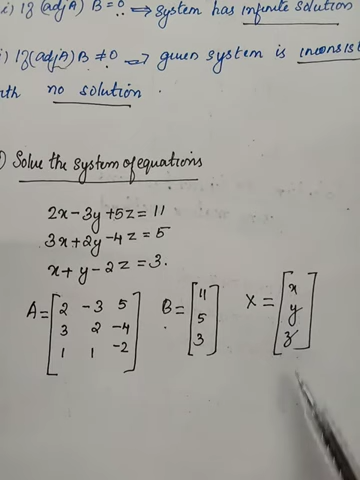 i) If (adj A) B = 0 ⇒ System has infinite solution
i) If (adj A) B ≠ 0 ⇒ given system is inconsist
ith no solution.
) Solve the System of equations
2x - 3y + 5z = 11
3x + 2y - 4z = 5
x + y - 2z = 3.
A = [2 -3 5 B = [11 X = [x
3 2 -4 5 y
1 1 -2] 3] z]